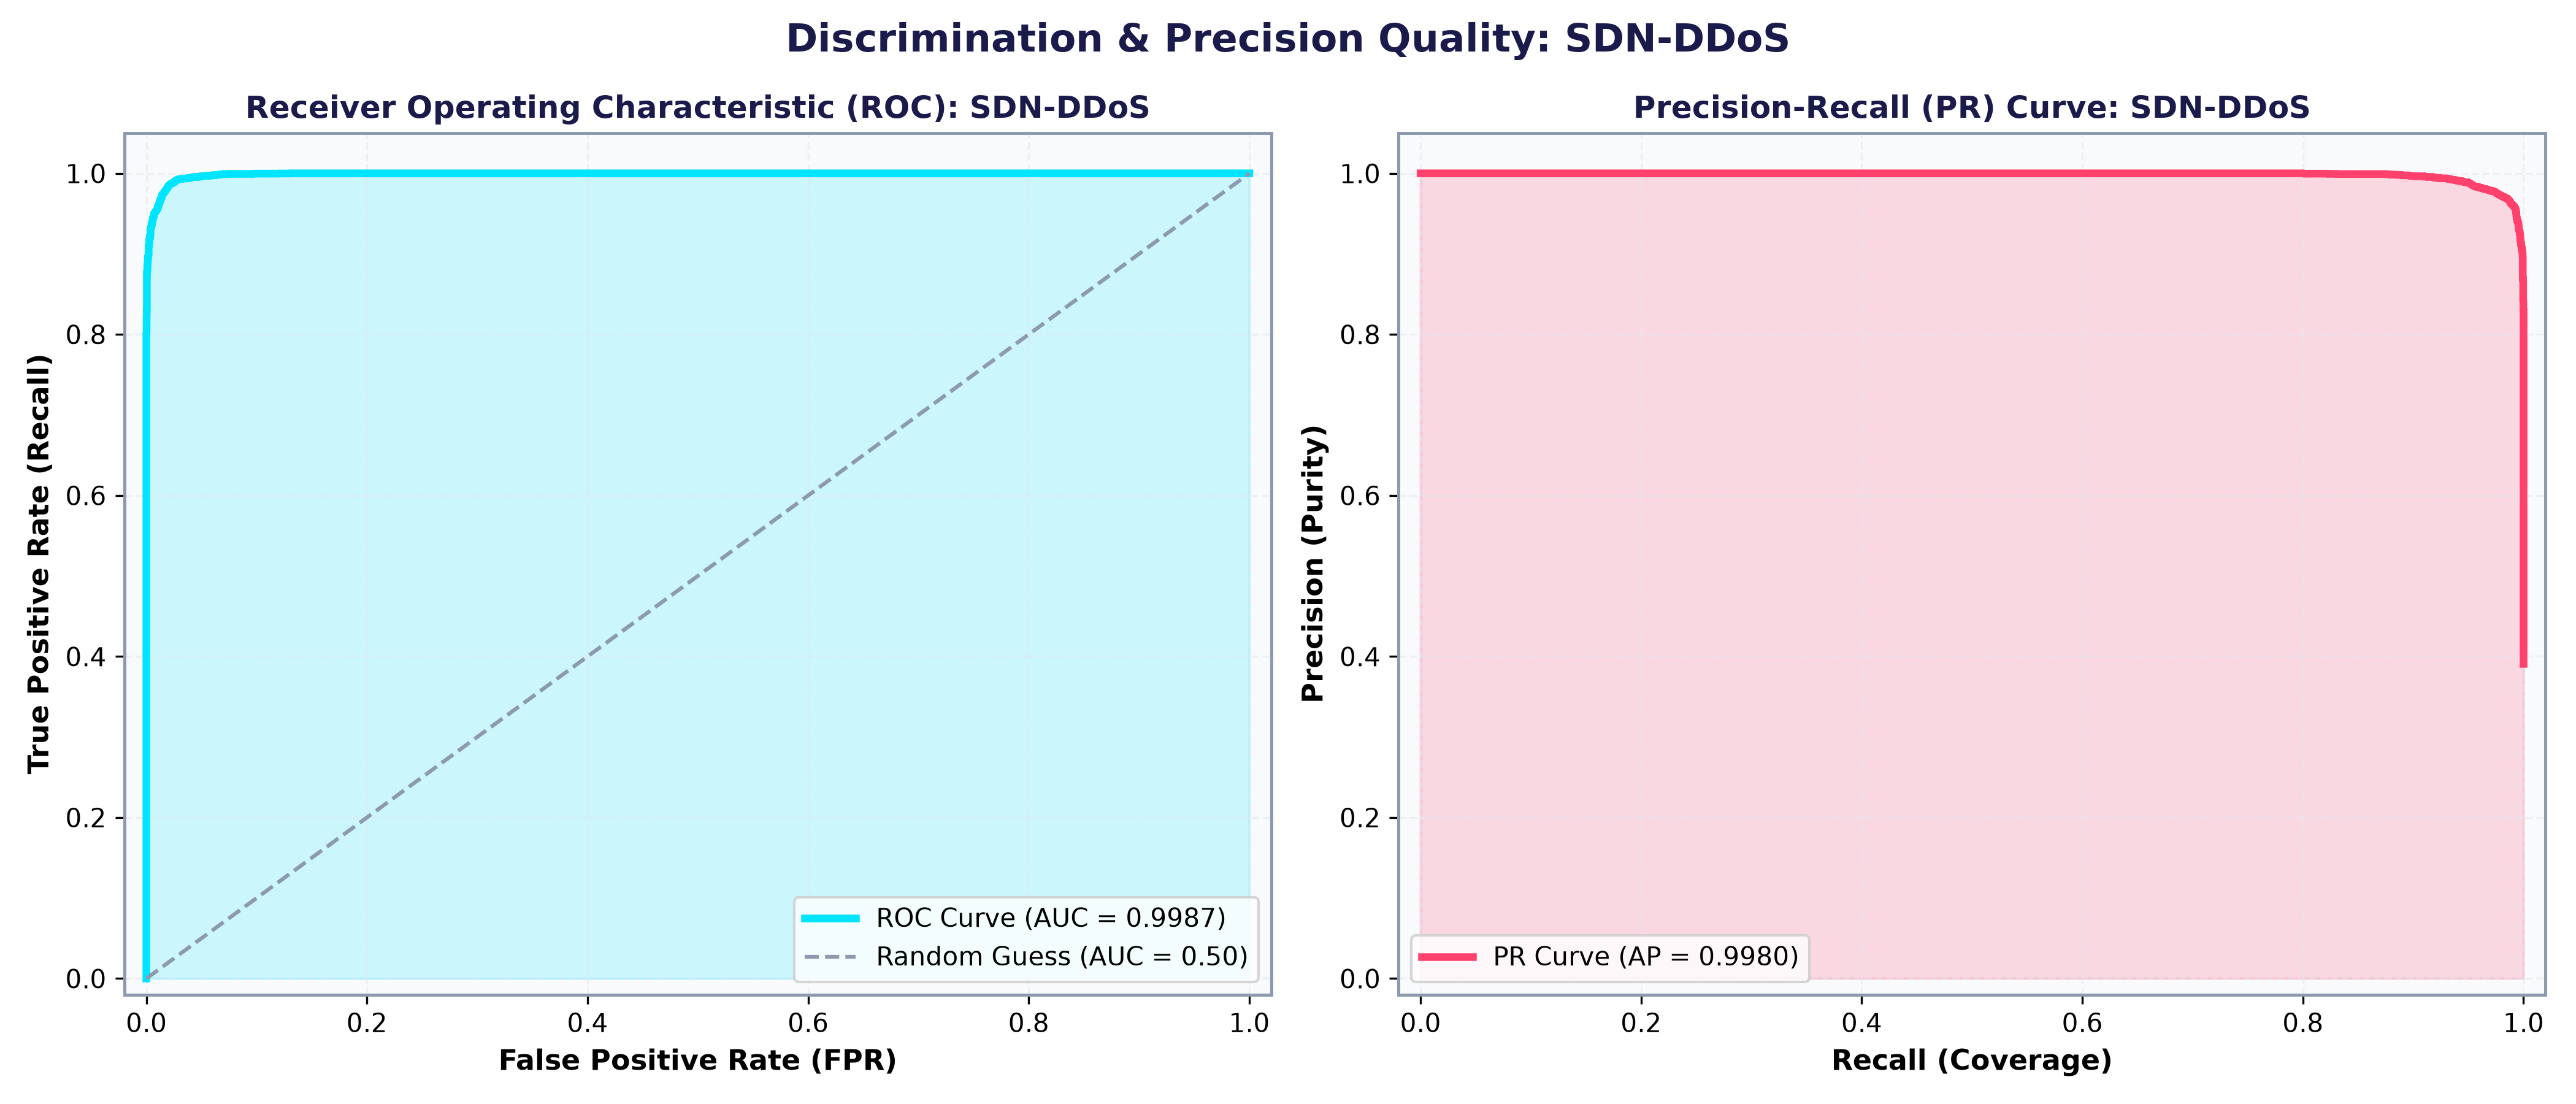 Discrimination & Precision Quality: SDN-DDoS
Receiver Operating Characteristic (ROC): SDN-DDoS
True Positive Rate (Recall)
1.0
0.8
0.6
0.4
0.2
0.0
ROC Curve (AUC = 0.9987)
Random Guess (AUC = 0.50)
0.0 0.2 0.4 0.6 0.8 1.0
False Positive Rate (FPR)
Precision-Recall (PR) Curve: SDN-DDoS
Precision (Purity)
1.0
0.8
0.6
0.4
0.2
0.0
PR Curve (AP = 0.9980)
0.0 0.2 0.4 0.6 0.8 1.0
Recall (Coverage)